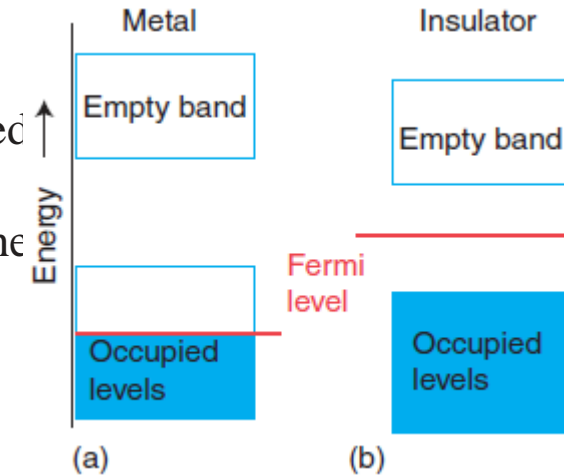 Metal
Insulator
Empty band
Empty band
Energy
Fermi
level
Occupied
levels
Occupied
levels
(a)
(b)